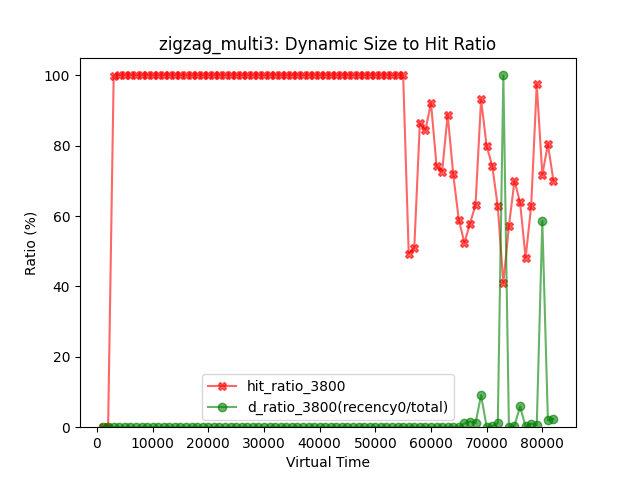 zigzag_multi3: Dynamic Size to Hit Ratio
100
80
60
40
20
0
Ratio (%)
hit_ratio_3800
d_ratio_3800(recency0/total)
0 10000 20000 30000 40000 50000 60000 70000 80000
Virtual Time